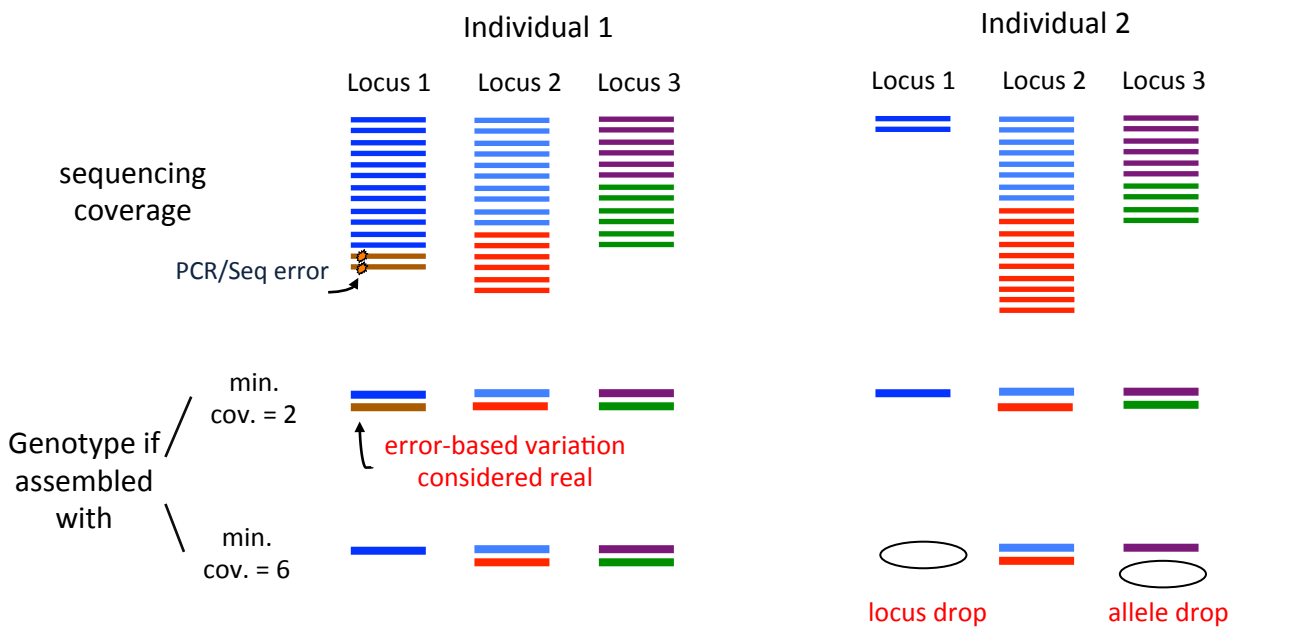 Individual 1
Individual 2
Locus 1
Locus 2
Locus 3
Locus 1
Locus 2
Locus 3
sequencing
coverage
PCR/Seq error
min.
cov. = 2
error-based variation
considered real
Genotype if
assembled
with
min.
cov. = 6
locus drop
allele drop